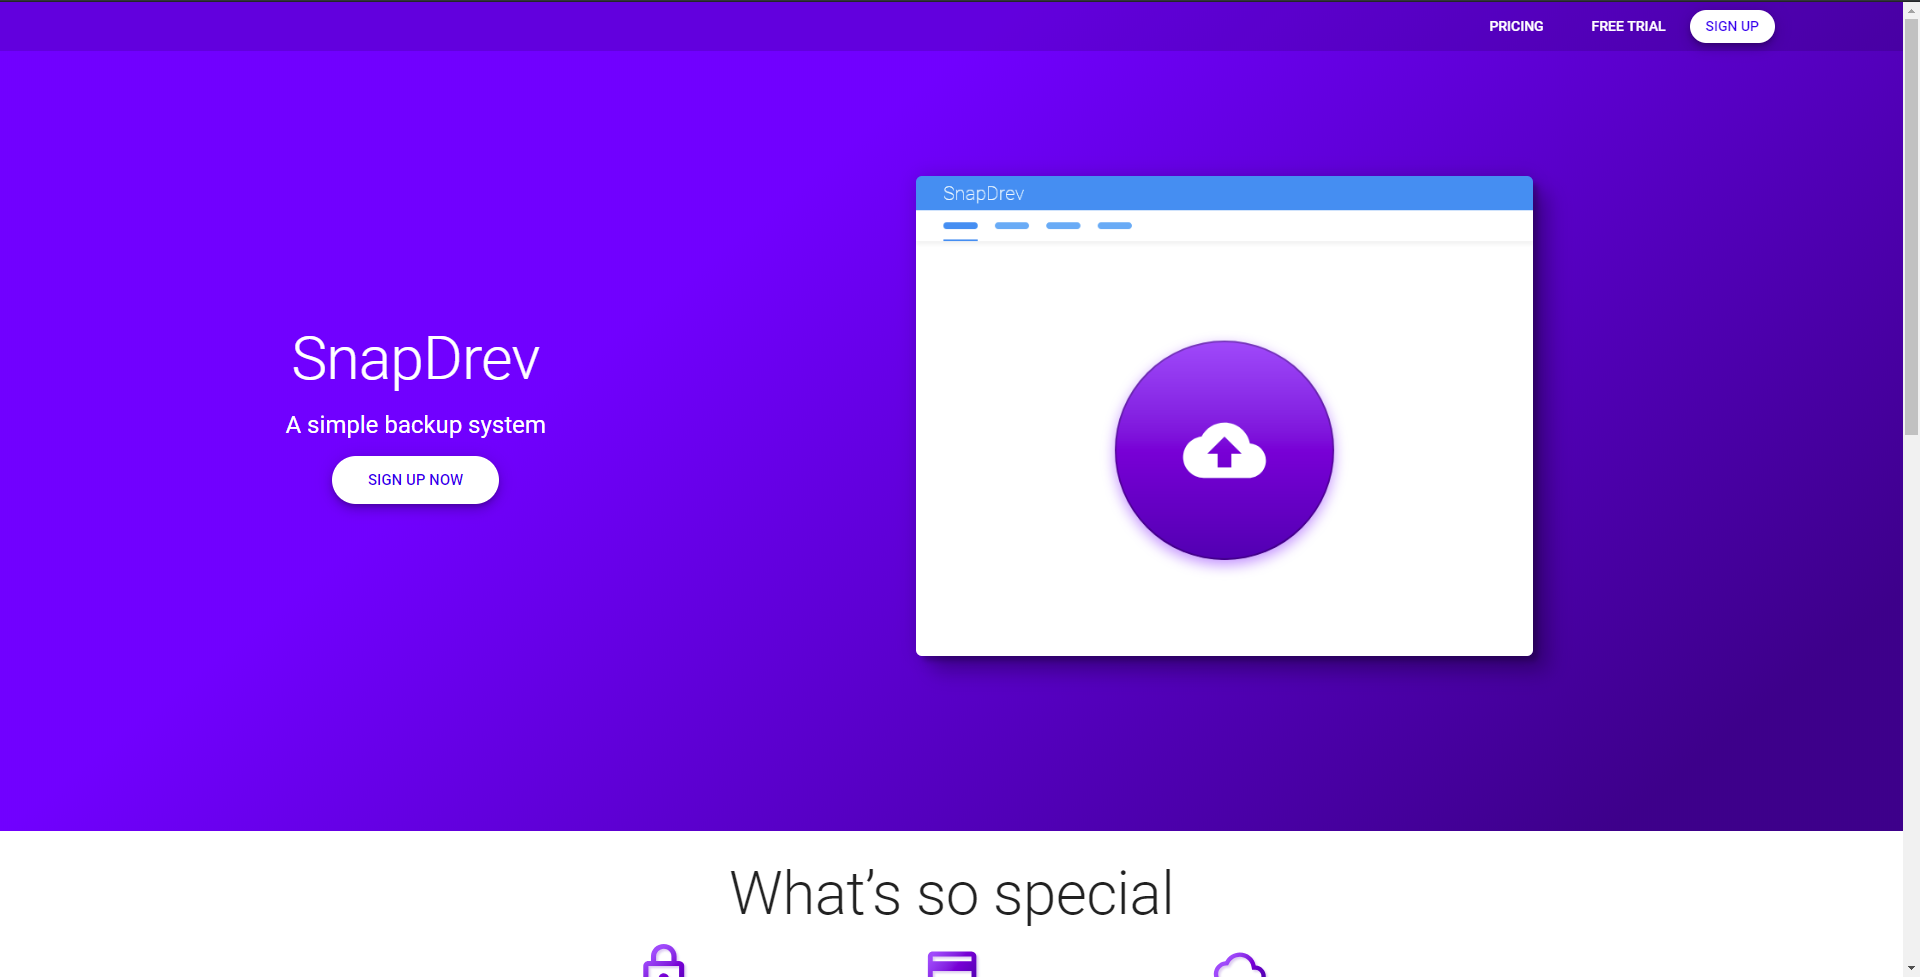 PRICING
FREE TRIAL
SIGN UP
SnapDrev
SnapDrev
A simple backup system
SIGN UP NOW
What’s so special